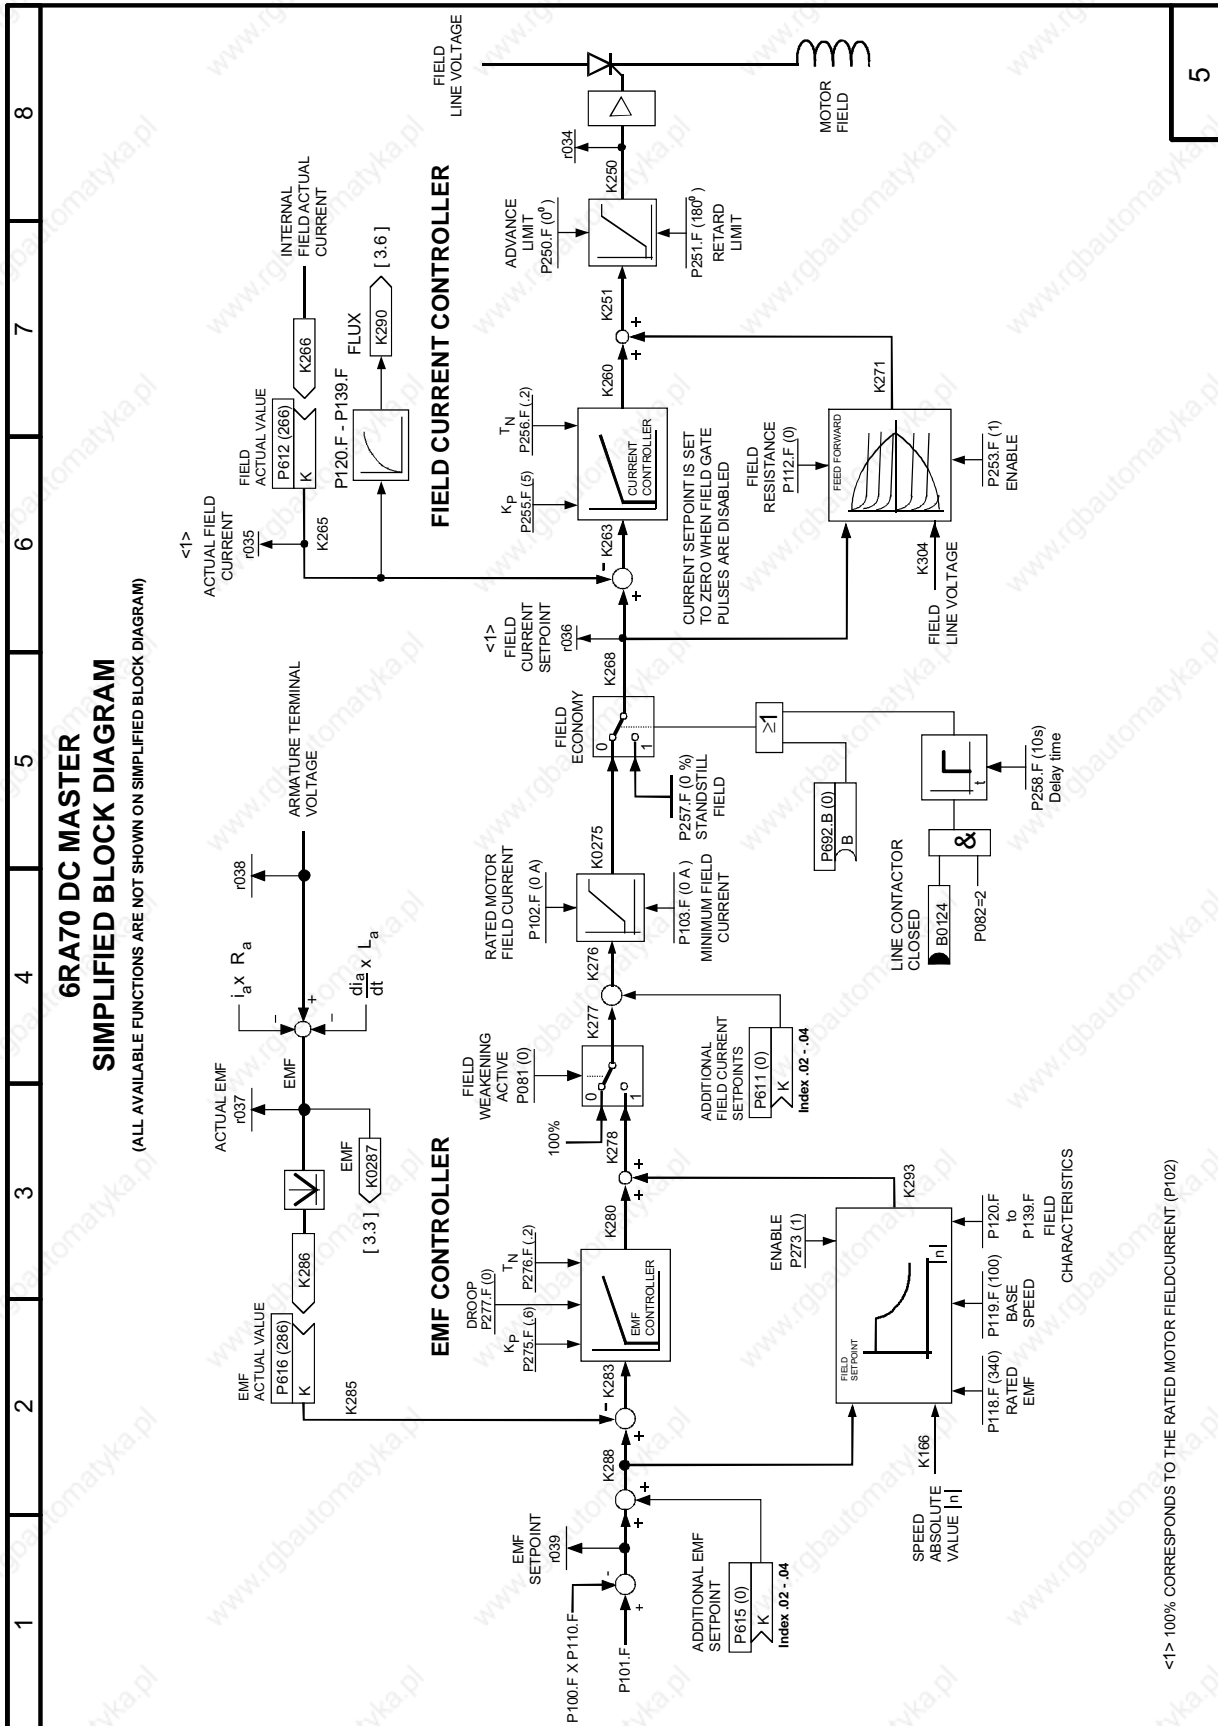 1
2
3
4
5
6
7
8
6RA70 DC MASTER
SIMPLIFIED BLOCK DIAGRAM
(ALL AVAILABLE FUNCTIONS ARE NOT SHOWN ON SIMPLIFIED BLOCK DIAGRAM)
EMF
ACTUAL VALUE
P616 (286)
K
K286
K285
ACTUAL EMF
r037
EMF
EMF
K0287
[ 3.3 ]
ia x Ra
dia
dt
x La
-
-
+
r038
ARMATURE TERMINAL
VOLTAGE
<1>
ACTUAL FIELD
CURRENT
r035
K265
FIELD
ACTUAL VALUE
P612 (266)
K
K266
INTERNAL
FIELD ACTUAL
CURRENT
P120.F - P139.F
FLUX
K290
[ 3.6 ]
EMF CONTROLLER
P100.F X P110.F
P101.F
-
+
EMF
SETPOINT
r039
+
+
ADDITIONAL EMF
SETPOINT
P615 (0)
K
Index .02 - .04
K288
+
-
K283
KP
P275.F (.6)
DROOP
P277.F (0)
TN
P276.F (.2)
EMF
CONTROLLER
K280
+
+
K278
FIELD
SETPOINT
|n|
ENABLE
P273 (1)
K293
SPEED
ABSOLUTE
VALUE |n|
K166
P118.F (340)
RATED
EMF
P119.F (100)
BASE
SPEED
P120.F
to
P139.F
FIELD
CHARACTERISTICS
100%
FIELD
WEAKENING
ACTIVE
P081 (0)
0
1
K277
ADDITIONAL
FIELD CURRENT
SETPOINTS
P611 (0)
K
Index .02 - .04
K276
RATED MOTOR
FIELD CURRENT
P102.F (0 A)
P103.F (0 A )
MINIMUM FIELD
CURRENT
K0275
FIELD
ECONOMY
0
1
P257.F (0 %)
STANDSTILL
FIELD
K268
≥1
P692.B (0)
B
LINE CONTACTOR
CLOSED
B0124
P082=2
&
t
P258.F (10s)
Delay time
FIELD CURRENT CONTROLLER
<1>
FIELD
CURRENT
SETPOINT
r036
+
-
K263
KP
P255.F (5)
TN
P256.F (.2)
CURRENT
CONTROLLER
K260
CURRENT SETPOINT IS SET
TO ZERO WHEN FIELD GATE
PULSES ARE DISABLED
FIELD
RESISTANCE
P112.F (0)
FEED FORWARD
K304
FIELD
LINE VOLTAGE
P253.F (1)
ENABLE
K271
+
+
K251
ADVANCE
LIMIT
P250.F (0⁰ )
P251.F (180⁰ )
RETARD
LIMIT
K250
r034
FIELD
LINE VOLTAGE
MOTOR
FIELD
<1> 100% CORRESPONDS TO THE RATED MOTOR FIELDCURRENT (P102)
5
www.rgbautomatyka.pl